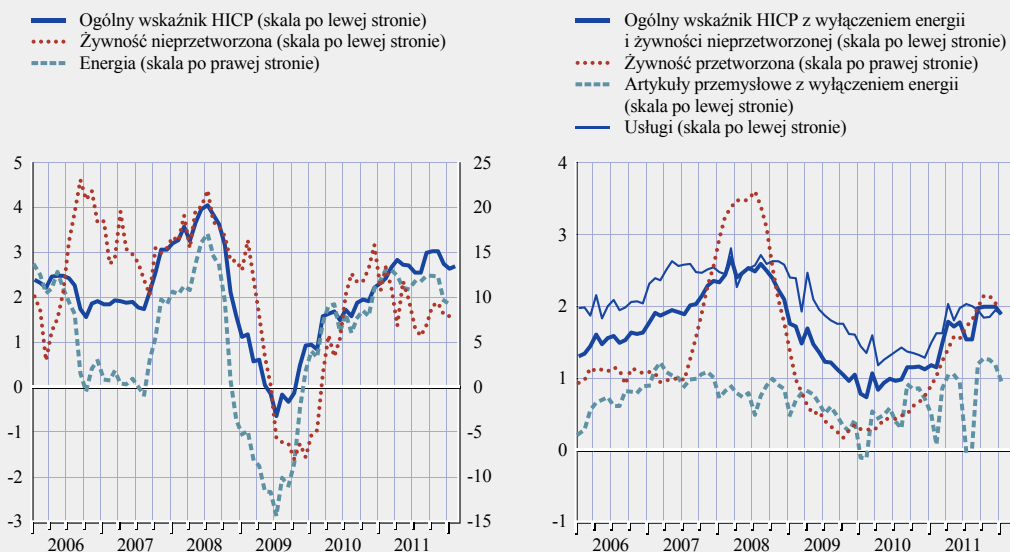 Ogólny wskaźnik HICP (skala po lewej stronie)
Żywność nieprzetworzona (skala po lewej stronie)
Energia (skala po prawej stronie)
5
4
3
2
1
0
-1
-2
-3
25
20
15
10
5
0
-5
-10
-15
2006 2007 2008 2009 2010 2011
Ogólny wskaźnik HICP z wyłączeniem energii
i żywności nieprzetworzonej (skala po lewej stronie)
Żywność przetworzona (skala po prawej stronie)
Artykuły przemysłowe z wyłączeniem energii
(skala po lewej stronie)
Usługi (skala po lewej stronie)
4
3
2
1
0
-1
2006 2007 2008 2009 2010 2011